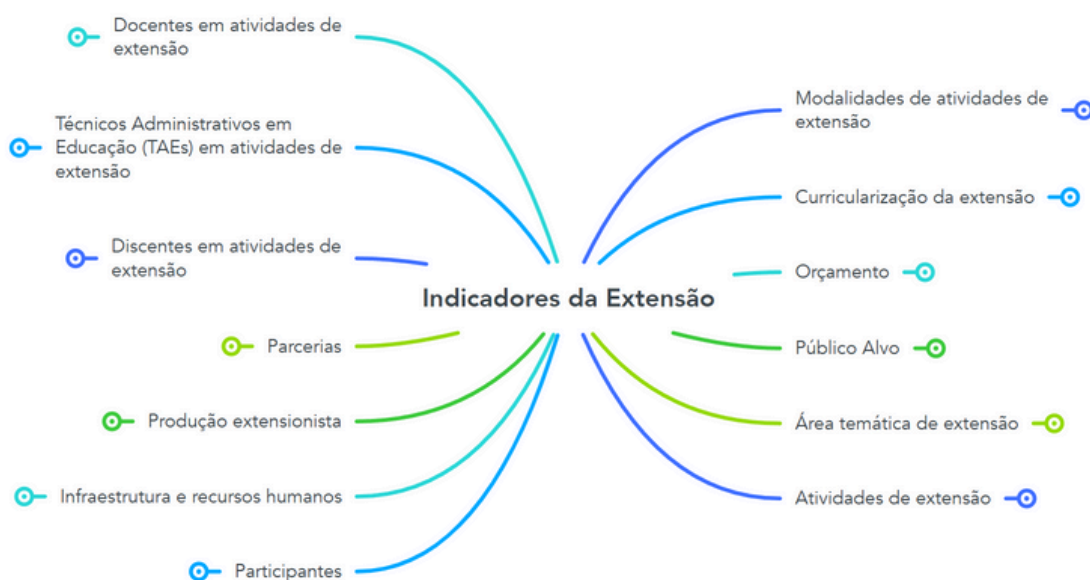 Docentes em atividades de
extensão
Técnicos Administrativos em
Educação (TAEs) em atividades de
extensão
Discentes em atividades de
extensão
Parcerias
Produção extensionista
Infraestrutura e recursos humanos
Participantes
Indicadores da Extensão
Modalidades de atividades de
extensão
Curricularização da extensão
Orçamento
Público Alvo
Área temática de extensão
Atividades de extensão